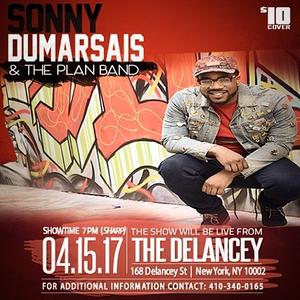 SONNY
DUMARSAIS
& THE PLAN BAND
$10
COVER
SHOWTIME 7PM (SHARP)
04.15.17
THE SHOW WILL BE LIVE FROM
THE DELANCEY
168 Delancey St | New York, NY 10002
FOR ADDITIONAL INFORMATION CONTACT: 410-340-0165